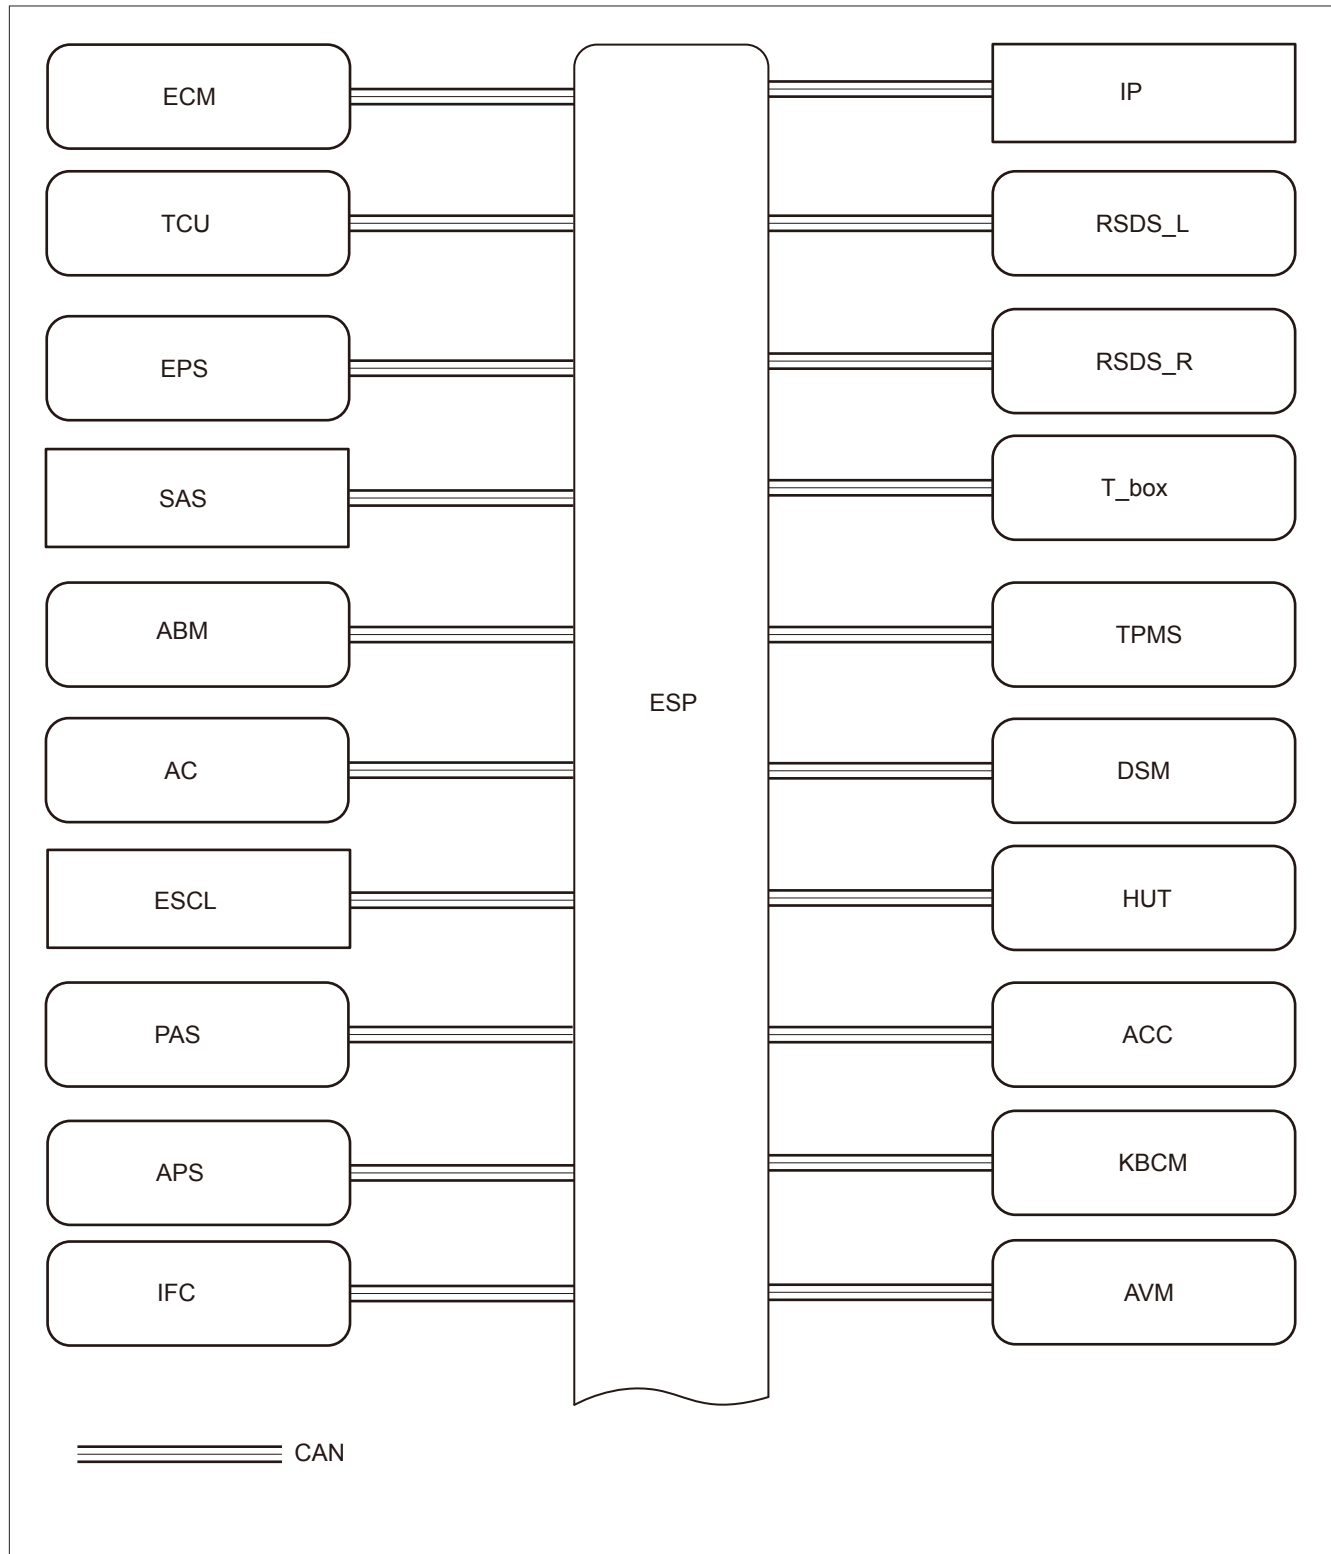 ECM
TCU
EPS
SAS
ABM
AC
ESCL
PAS
APS
IFC
ESP
IP
RSDS_L
RSDS_R
T_box
TPMS
DSM
HUT
ACC
KBCM
AVM
CAN